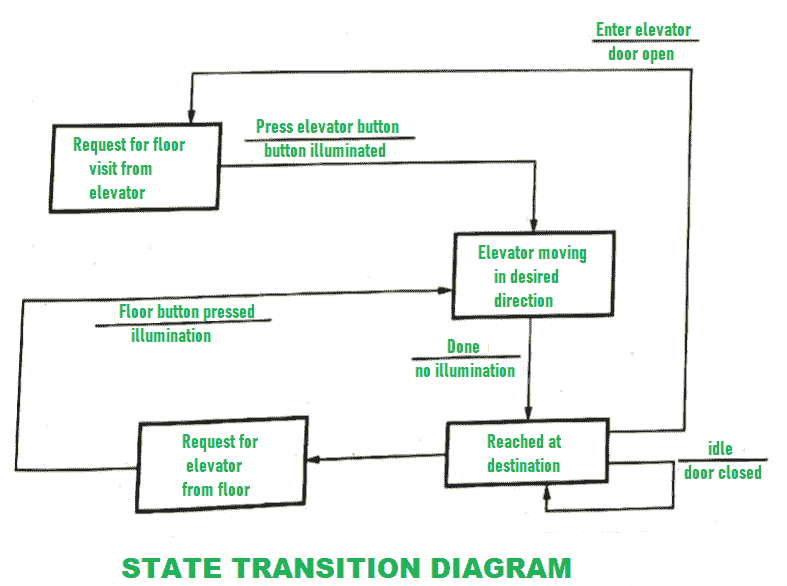 Enter elevator
door open
Press elevator button
button illuminated
Request for floor
visit from
elevator
Elevator moving
in desired
direction
Floor button pressed
illumination
Done
no illumination
Request for
elevator
from floor
Reached at
destination
idle
door closed
STATE TRANSITION DIAGRAM